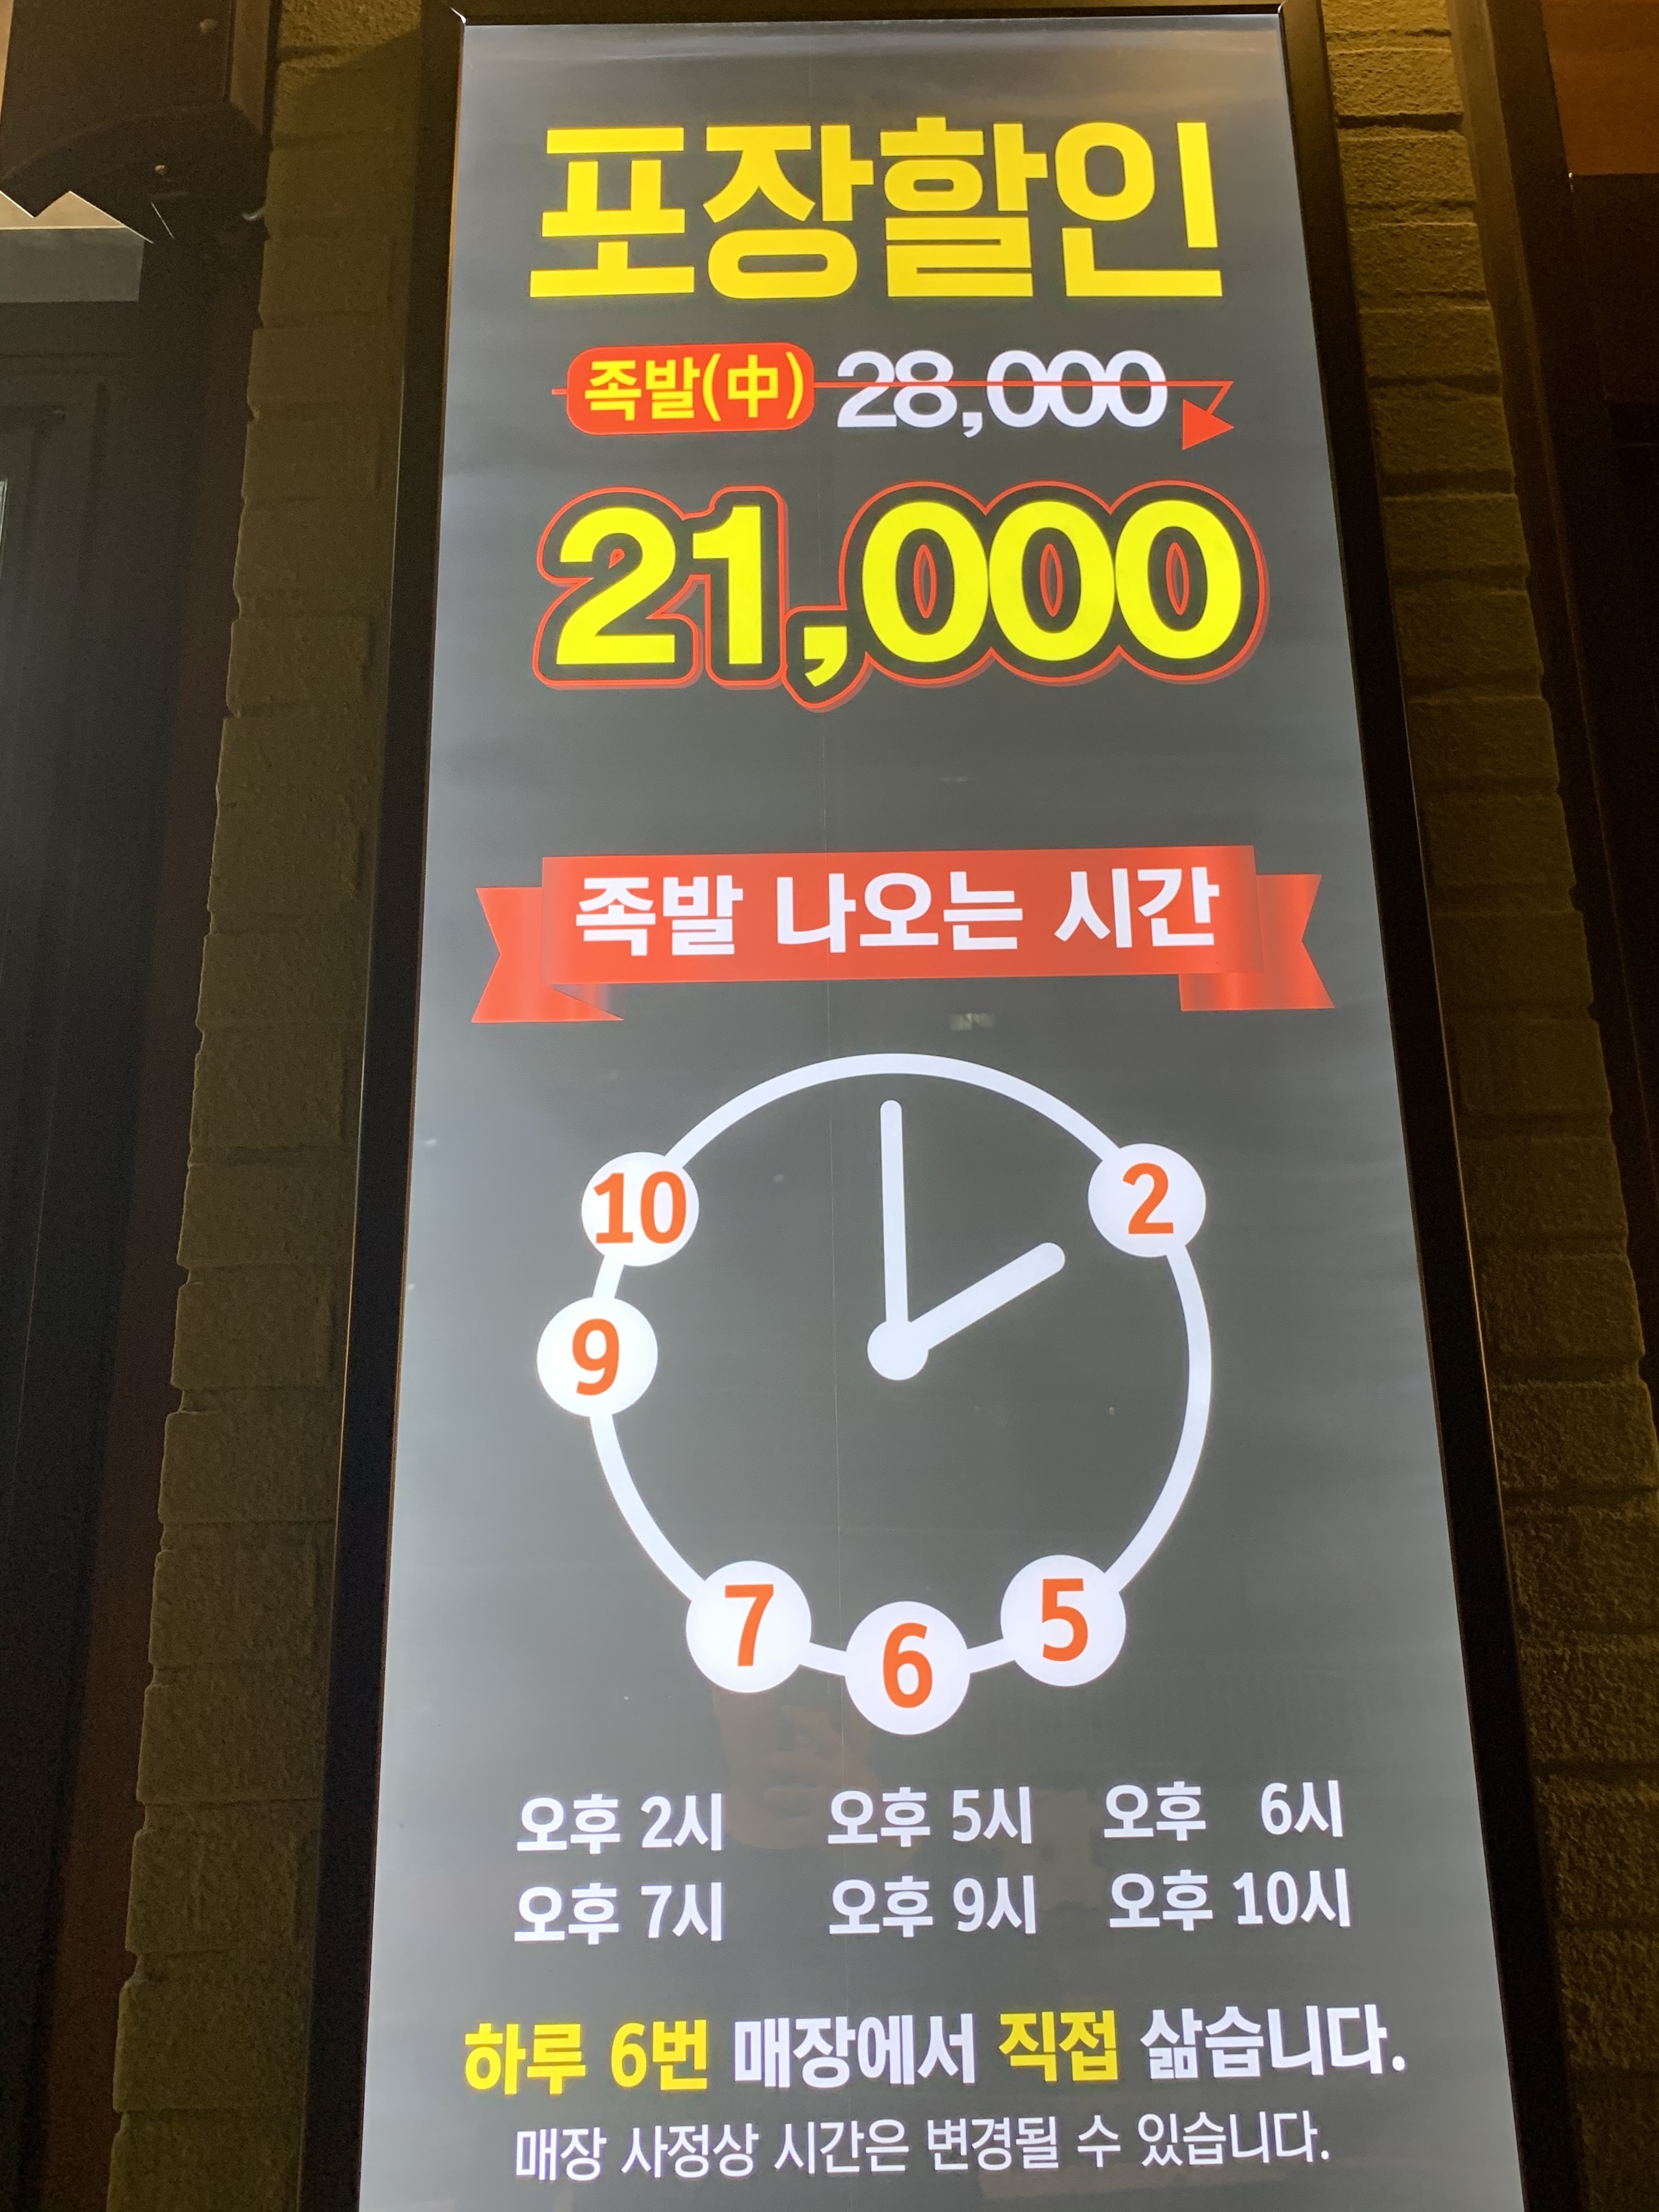 포장할인
족발(中) 28,000
21,000
족발 나오는 시간
10 2
9
7 6 5
오후 2시 오후 5시 오후 6시
오후 7시 오후 9시 오후 10시
하루 6번 매장에서 직접 삶습니다.
매장 사정상 시간은 변경될 수 있습니다.